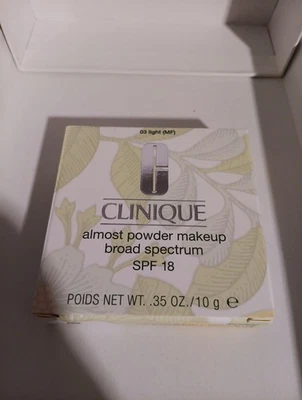 03 light (MF)
CLINIQUE
almost powder makeup
broad spectrum
SPF 18
POIDS NET WT. .35 OZ./10 g ℮